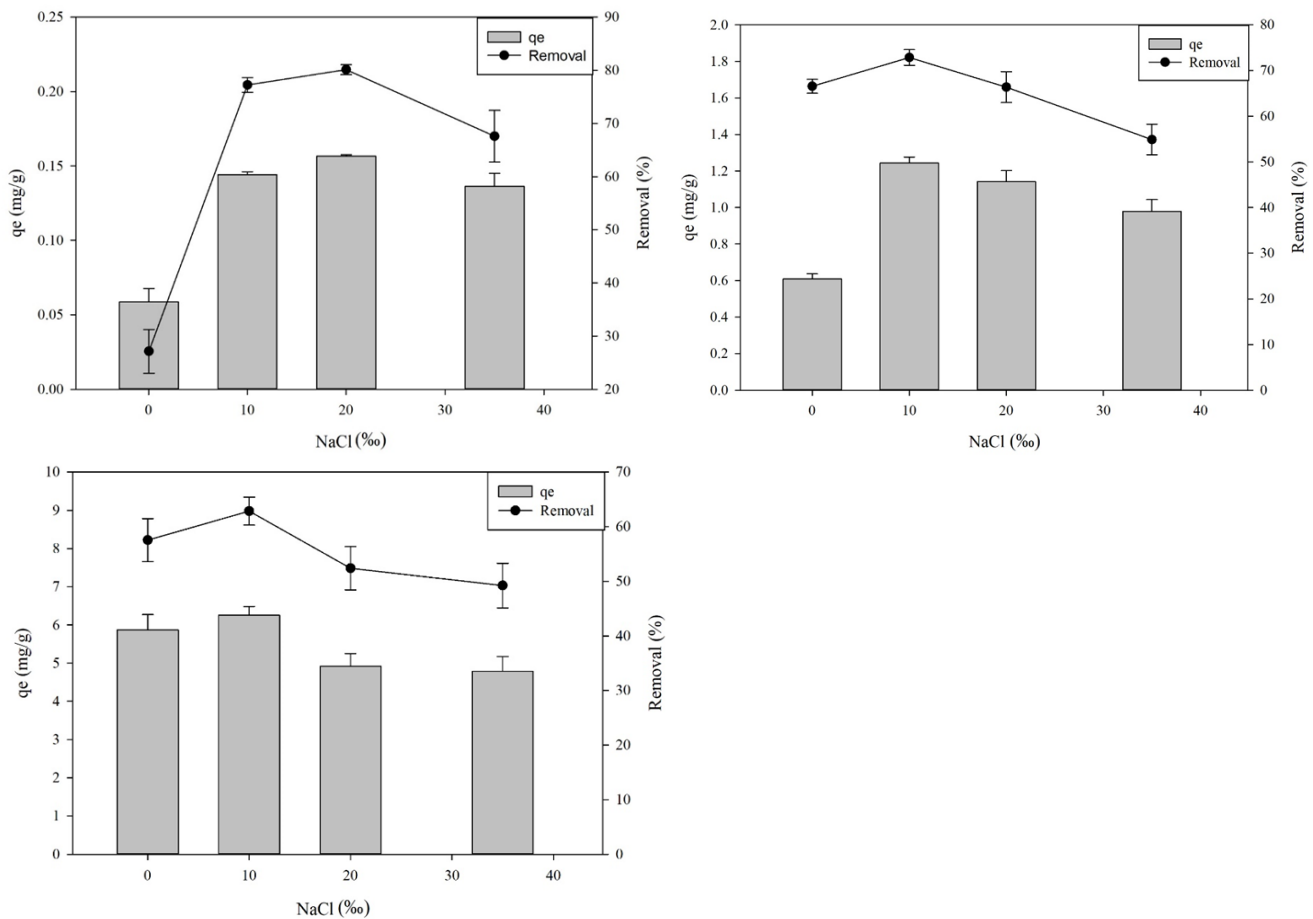 0.25
0.20
0.15
0.10
0.05
0.00
qe (mg/g)
90
80
70
60
50
40
30
20
Removal (%)
qe
Removal
0 10 20 30 40
NaCl (‰)
2.0
1.8
1.6
1.4
1.2
1.0
0.8
0.6
0.4
0.2
0.0
qe (mg/g)
80
70
60
50
40
30
20
10
0
Removal (%)
qe
Removal
0 10 20 30 40
NaCl (‰)
10
9
8
7
6
5
4
3
2
1
0
qe (mg/g)
70
60
50
40
30
20
10
0
Removal (%)
qe
Removal
0 10 20 30 40
NaCl (‰)